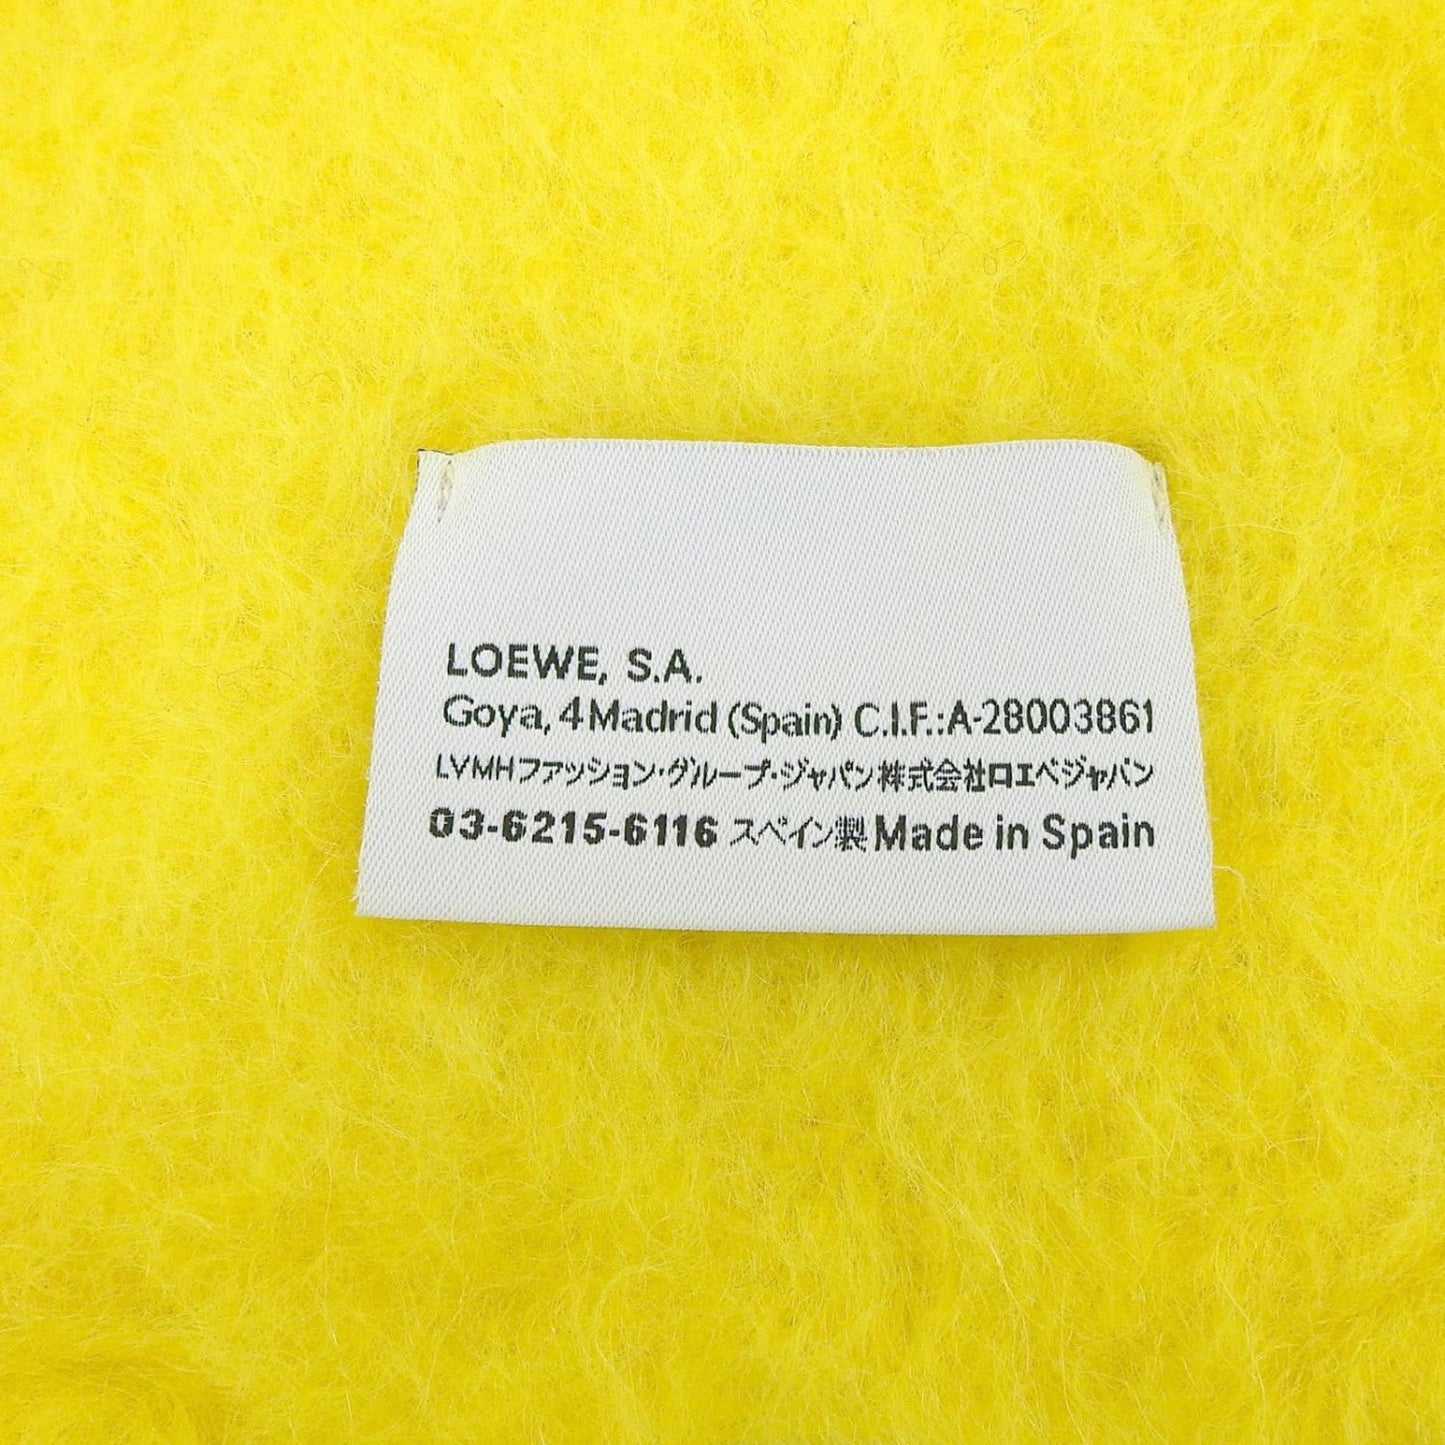 LOEWE, S.A.
Goya, 4 Madrid (Spain) C.I.F.:A-28003861
LVMHファッション・グループ・ジャパン株式会社ロエベジャパン
03-6215-6116 スペイン製 Made in Spain